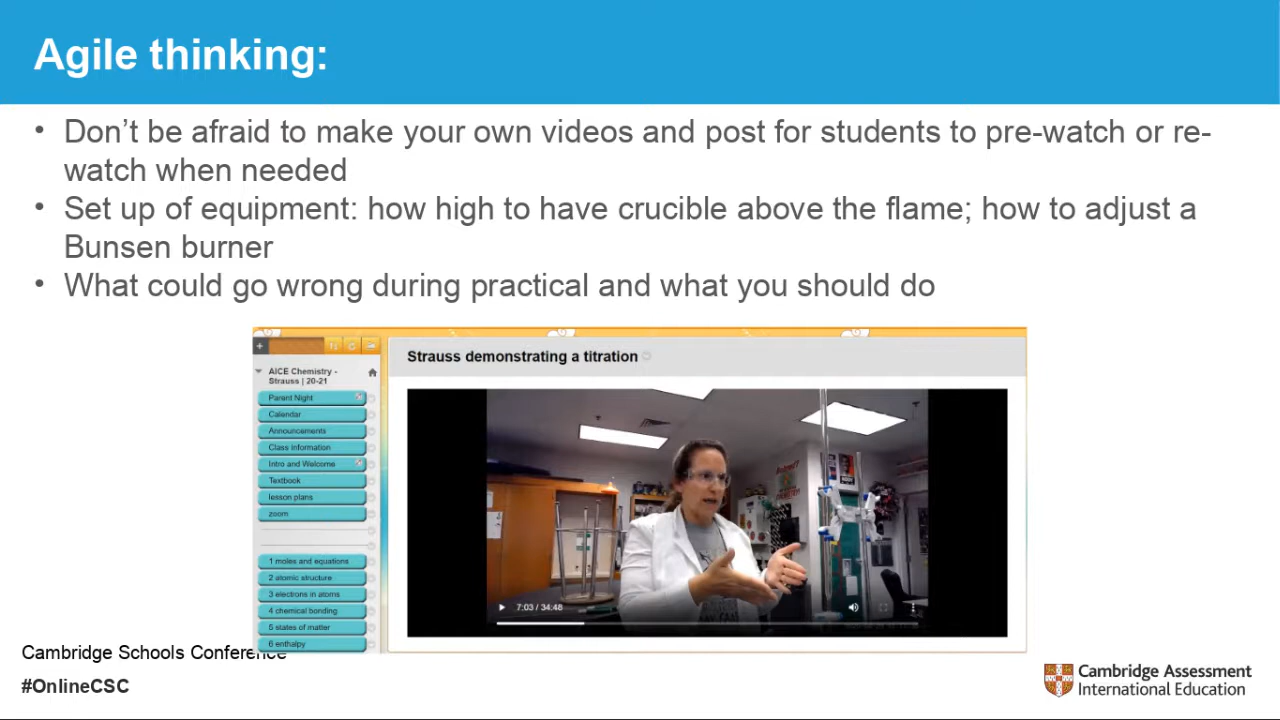 Agile thinking:
• Don’t be afraid to make your own videos and post for students to pre-watch or re-
watch when needed
• Set up of equipment: how high to have crucible above the flame; how to adjust a
Bunsen burner
• What could go wrong during practical and what you should do
Strauss demonstrating a titration
AICE Chemistry -
Strauss | 20-21
Parent Night
Calendar
Announcements
Class information
Intro and Welcome
Textbook
lesson plans
zoom
1 moles and equations
2 atomic structure
3 electrons in atoms
4 chemical bonding
5 states of matter
6 enthalpy
7:03 / 34:48
Cambridge Schools Conference
#OnlineCSC
Cambridge Assessment
International Education